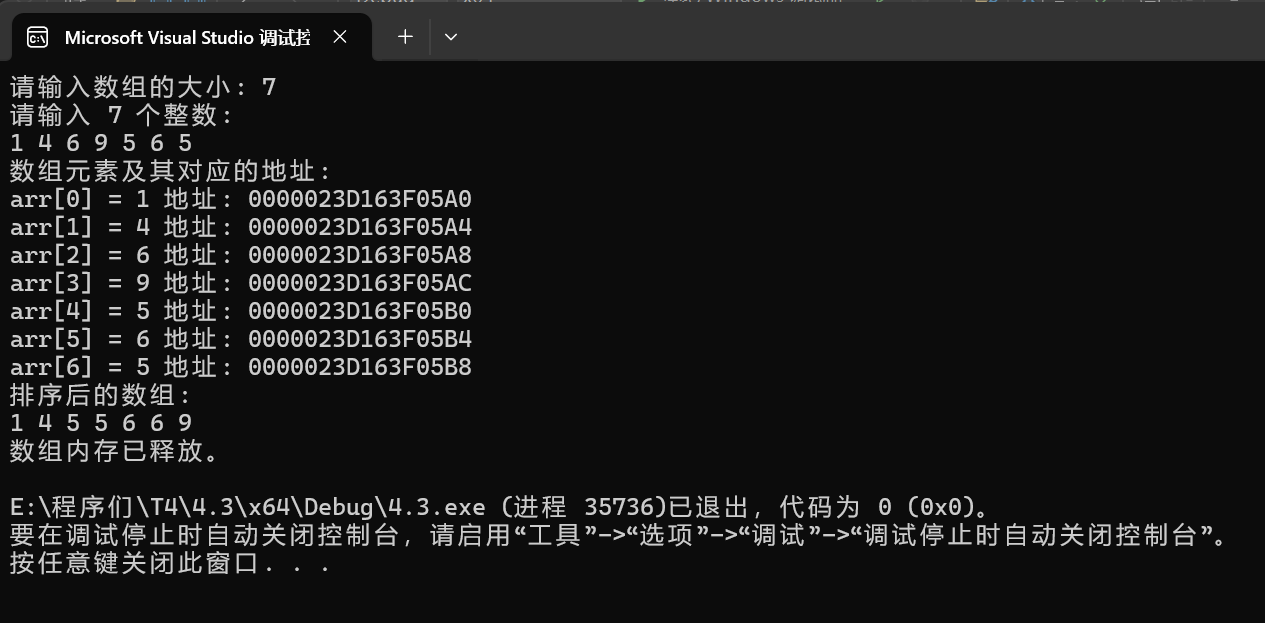 Microsoft Visual Studio 调试控
请输入数组的大小: 7
请输入 7 个整数:
1 4 6 9 5 6 5
数组元素及其对应的地址:
arr[0] = 1 地址: 0000023D163F05A0
arr[1] = 4 地址: 0000023D163F05A4
arr[2] = 6 地址: 0000023D163F05A8
arr[3] = 9 地址: 0000023D163F05AC
arr[4] = 5 地址: 0000023D163F05B0
arr[5] = 6 地址: 0000023D163F05B4
arr[6] = 5 地址: 0000023D163F05B8
排序后的数组:
1 4 5 5 6 6 9
数组内存已释放。
E:\程序们\T4\4.3\x64\Debug\4.3.exe (进程 35736)已退出，代码为 0 (0x0)。
要在调试停止时自动关闭控制台，请启用“工具”->“选项”->“调试”->“调试停止时自动关闭控制台”。
按任意键关闭此窗口. . .